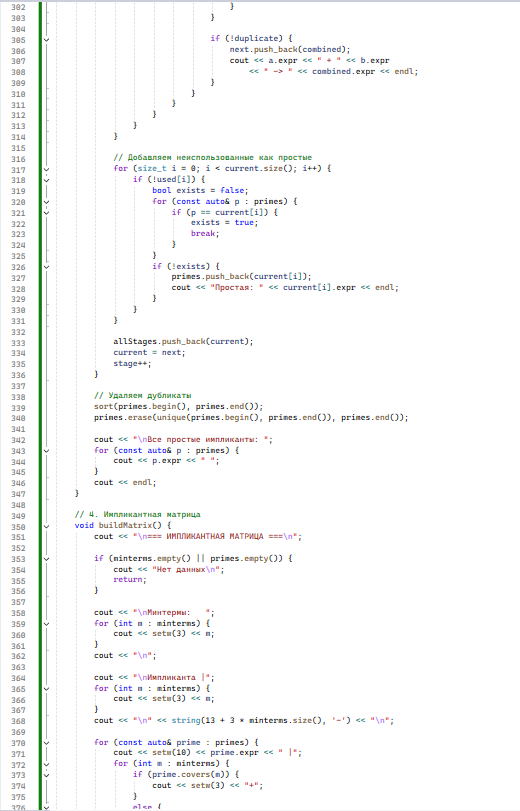 302 }
303 }
304
305 if (!duplicate) {
306 next.push_back(combined);
307 cout << a.expr << " + " << b.expr
308 << " -> " << combined.expr << endl;
309 }
310 }
311 }
312 }
313 }
314 }
315
316 // Добавляем неиспользованные как простые
317 for (size_t i = 0; i < current.size(); i++) {
318 if (!used[i]) {
319 bool exists = false;
320 for (const auto& p : primes) {
321 if (p == current[i]) {
322 exists = true;
323 break;
324 }
325 }
326 if (!exists) {
327 primes.push_back(current[i]);
328 cout << "Простая: " << current[i].expr << endl;
329 }
330 }
331 }
332
333 allStages.push_back(current);
334 current = next;
335 stage++;
336 }
337
338 // Удаляем дубликаты
339 sort(primes.begin(), primes.end());
340 primes.erase(unique(primes.begin(), primes.end()), primes.end());
341
342 cout << "\nВсе простые импликанты: ";
343 for (const auto& p : primes) {
344 cout << p.expr << " ";
345 }
346 cout << endl;
347 }
348
349 // 4. Импликантная матрица
350 void buildMatrix() {
351 cout << "\n=== ИМПЛИКАНТНАЯ МАТРИЦА ===\n";
352
353 if (minterms.empty() || primes.empty()) {
354 cout << "Нет данных\n";
355 return;
356 }
357
358 cout << "\nМинтермы: ";
359 for (int m : minterms) {
360 cout << setw(3) << m;
361 }
362 cout << "\n";
363
364 cout << "\nИмпликанта |";
365 for (int m : minterms) {
366 cout << setw(3) << m;
367 }
368 cout << "\n" << string(13 + 3 * minterms.size(), '-') << "\n";
369
370 for (const auto& prime : primes) {
371 cout << setw(10) << prime.expr << " |";
372 for (int m : minterms) {
373 if (prime.covers(m)) {
374 cout << setw(3) << "+";
375 }
376 else {